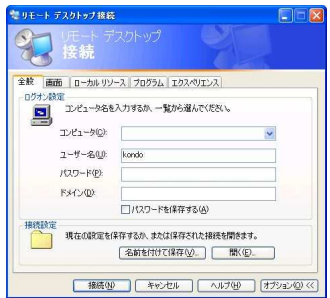 リモート デスクトップ接続
リモート デスクトップ
接続
全般 画面 ローカル リソース プログラム エクスペリエンス
ログオン設定
コンピュータ名を入力するか、一覧から選んでください。
コンピュータ(C):
ユーザー名(U): kondo
パスワード(P):
ドメイン(D):
パスワードを保存する(A)
接続設定
現在の設定を保存するか、または保存された接続を開きます。
名前を付けて保存(V)... 開く(E)...
接続(N) キャンセル ヘルプ(H) オプション(O) <<